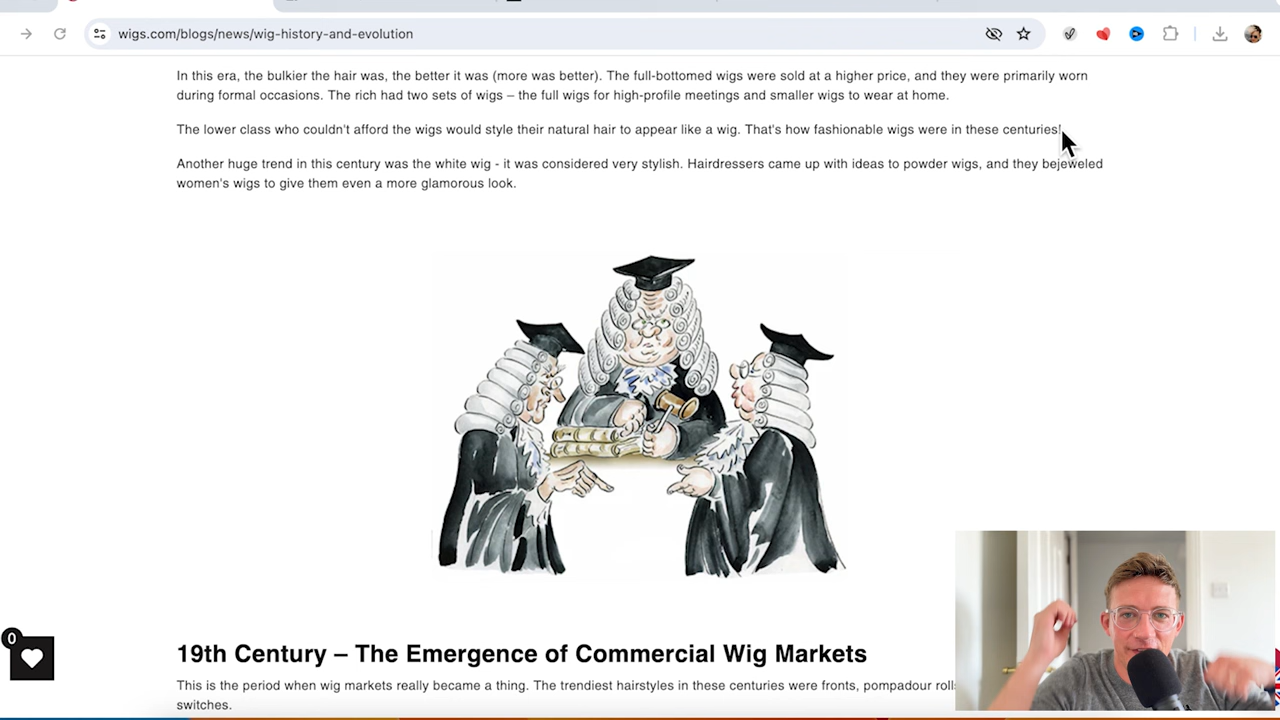 wigs.com/blogs/news/wig-history-and-evolution
In this era, the bulkier the hair was, the better it was (more was better). The full-bottomed wigs were sold at a higher price, and they were primarily worn
during formal occasions. The rich had two sets of wigs – the full wigs for high-profile meetings and smaller wigs to wear at home.
The lower class who couldn't afford the wigs would style their natural hair to appear like a wig. That's how fashionable wigs were in these centuries!
Another huge trend in this century was the white wig - it was considered very stylish. Hairdressers came up with ideas to powder wigs, and they bejeweled
women's wigs to give them even a more glamorous look.
0
19th Century – The Emergence of Commercial Wig Markets
This is the period when wig markets really became a thing. The trendiest hairstyles in these centuries were fronts, pompadour
switches.